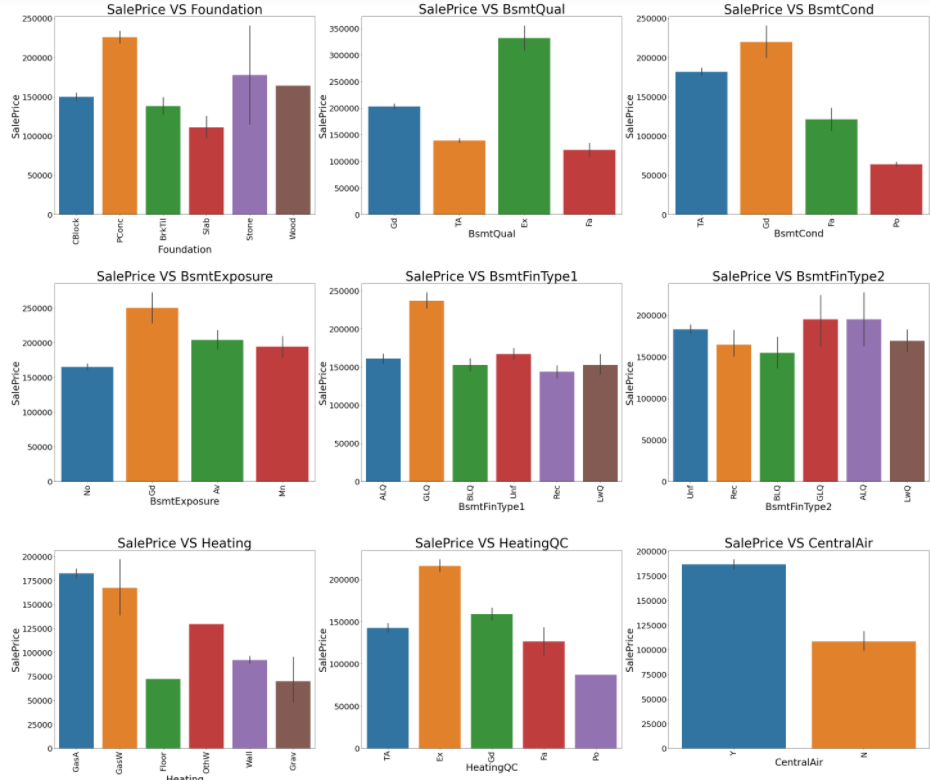 SalePrice VS Foundation
250000
200000
150000
100000
50000
0
SalePrice
CBlock
PConc
BrkTil
Slab
Stone
Wood
Foundation
SalePrice VS BsmtQual
350000
300000
250000
200000
150000
100000
50000
0
SalePrice
Gd
TA
Ex
Fa
BsmtQual
SalePrice VS BsmtCond
250000
200000
150000
100000
50000
0
SalePrice
TA
Gd
Fa
Po
BsmtCond
SalePrice VS BsmtExposure
250000
200000
150000
100000
50000
0
SalePrice
No
Gd
Av
Mn
BsmtExposure
SalePrice VS BsmtFinType1
250000
200000
150000
100000
50000
0
SalePrice
ALQ
GLQ
BLQ
Unf
Rec
LwQ
BsmtFinType1
SalePrice VS BsmtFinType2
200000
150000
100000
50000
0
SalePrice
Unf
Rec
BLQ
GLQ
ALQ
LwQ
BsmtFinType2
SalePrice VS Heating
200000
175000
150000
125000
100000
75000
50000
25000
0
SalePrice
GasA
GasW
Floor
OthW
Wall
Grav
Heating
SalePrice VS HeatingQC
200000
150000
100000
50000
0
SalePrice
TA
Ex
Gd
Fa
Po
HeatingQC
SalePrice VS CentralAir
200000
175000
150000
125000
100000
75000
50000
25000
0
SalePrice
Y
N
CentralAir